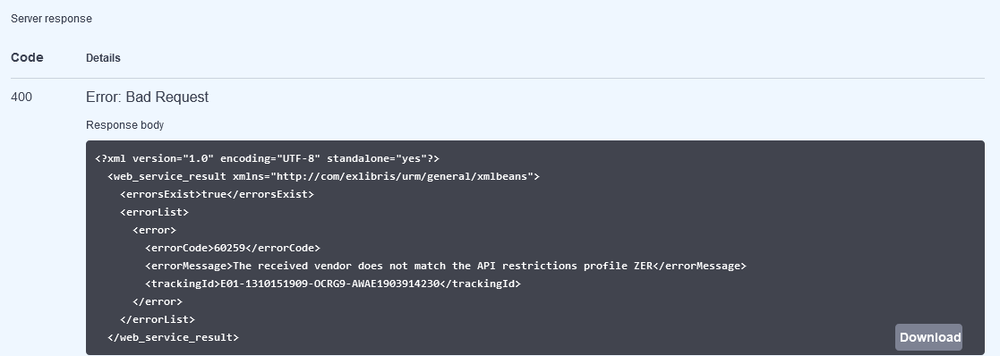 Server response
Code Details
400 Error: Bad Request
Response body
<?xml version="1.0" encoding="UTF-8" standalone="yes"?>
<web_service_result xmlns="http://com/exlibris/urm/general/xmlbeans">
<errorsExist>true</errorsExist>
<errorList>
<error>
<errorCode>60259</errorCode>
<errorMessage>The received vendor does not match the API restrictions profile ZER</errorMessage>
<trackingId>E01-1310151909-OCRG9-AWAE1903914230</trackingId>
</error>
</errorList>
</web_service_result>
Download